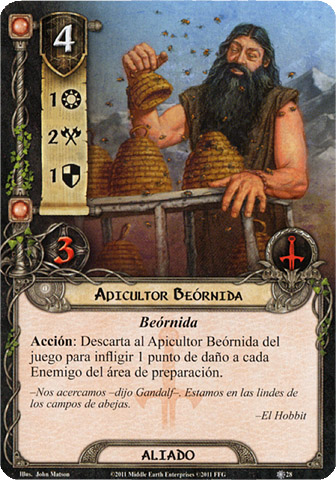 4
1
2
1
3
Apicultor Beórnida
Beórnida
Acción: Descarta al Apicultor Beórnida del
juego para infligir 1 punto de daño a cada
Enemigo del área de preparación.
–Nos acercamos –dijo Gandalf–. Estamos en las lindes de
los campos de abejas.
–El Hobbit
ALIADO
Illus. John Matson ©2011 Middle Earth Enterprises ©2011 FFG 28